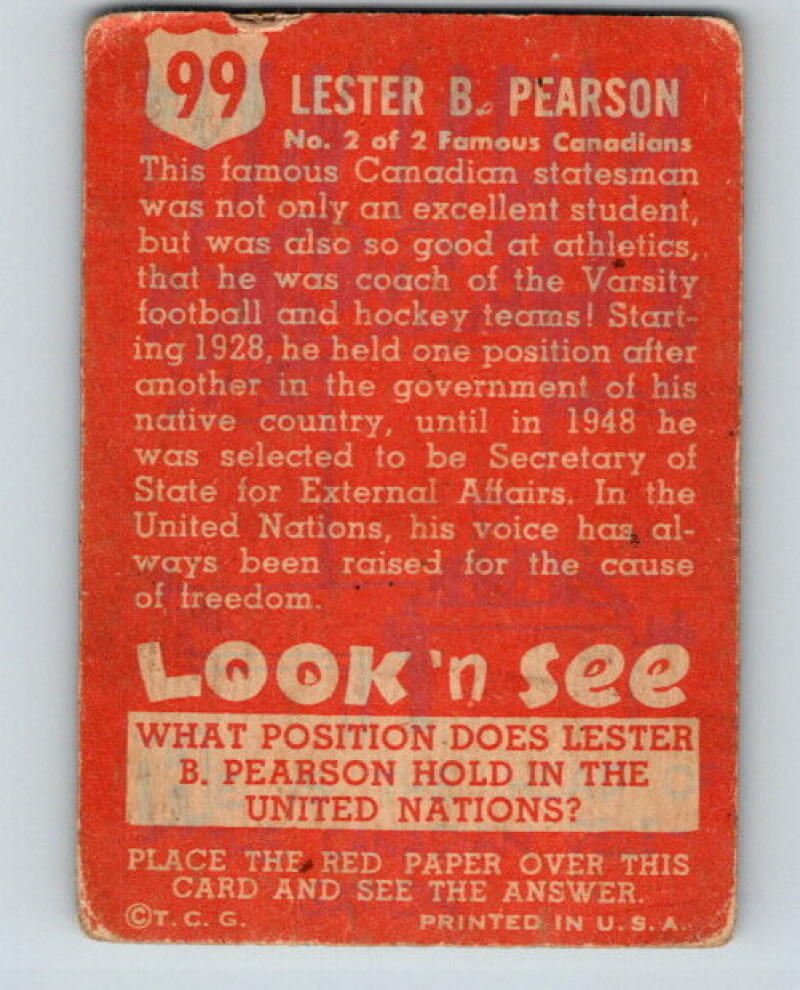 99
LESTER B. PEARSON
No. 2 of 2 Famous Canadians
This famous Canadian statesman
was not only an excellent student,
but was also so good at athletics,
that he was coach of the Varsity
football and hockey teams! Start-
ing 1928, he held one position after
another in the government of his
native country, until in 1948 he
was selected to be Secretary of
State for External Affairs. In the
United Nations, his voice has al-
ways been raised for the cause
of freedom.
LOOK 'n See
WHAT POSITION DOES LESTER
B. PEARSON HOLD IN THE
UNITED NATIONS?
PLACE THE RED PAPER OVER THIS
CARD AND SEE THE ANSWER.
©T. C. G. PRINTED IN U. S. A.